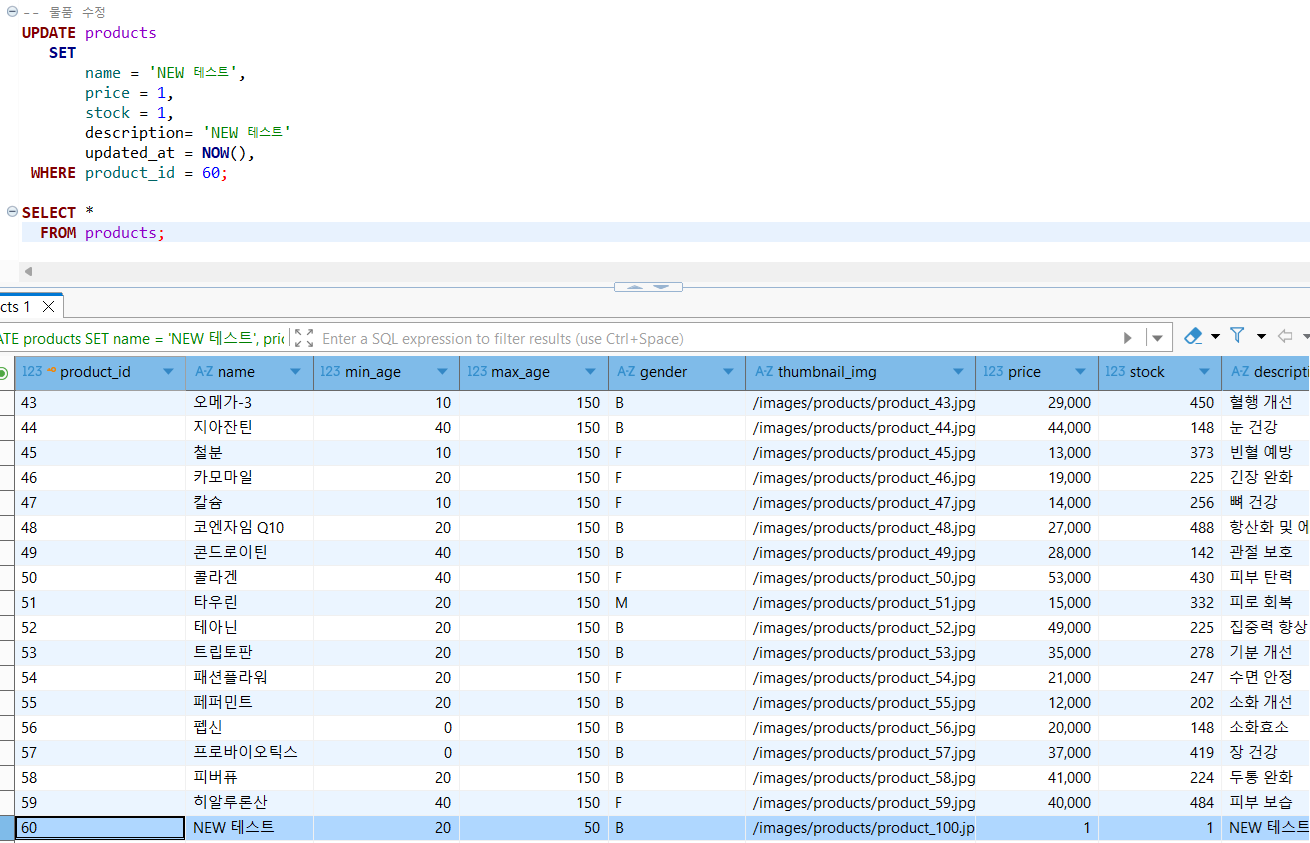 -- 물품 수정
UPDATE products
SET
name = 'NEW 테스트',
price = 1,
stock = 1,
description= 'NEW 테스트'
updated_at = NOW(),
WHERE product_id = 60;
SELECT *
FROM products;
cts 1
ATE products SET name = 'NEW 테스트', pric Enter a SQL expression to filter results (use Ctrl+Space)
123 product_id A-Z name 123 min_age 123 max_age A-Z gender A-Z thumbnail_img 123 price 123 stock A-Z descripti
43 오메가-3 10 150 B /images/products/product_43.jpg 29,000 450 혈행 개선
44 지아잔틴 40 150 B /images/products/product_44.jpg 44,000 148 눈 건강
45 철분 10 150 F /images/products/product_45.jpg 13,000 373 빈혈 예방
46 카모마일 20 150 F /images/products/product_46.jpg 19,000 225 긴장 완화
47 칼슘 10 150 F /images/products/product_47.jpg 14,000 256 뼈 건강
48 코엔자임 Q10 20 150 B /images/products/product_48.jpg 27,000 488 항산화 및 에
49 콘드로이틴 40 150 B /images/products/product_49.jpg 28,000 142 관절 보호
50 콜라겐 40 150 F /images/products/product_50.jpg 53,000 430 피부 탄력
51 타우린 20 150 M /images/products/product_51.jpg 15,000 332 피로 회복
52 테아닌 20 150 B /images/products/product_52.jpg 49,000 225 집중력 향상
53 트립토판 20 150 B /images/products/product_53.jpg 35,000 278 기분 개선
54 패션플라워 20 150 F /images/products/product_54.jpg 21,000 247 수면 안정
55 페퍼민트 20 150 B /images/products/product_55.jpg 12,000 202 소화 개선
56 펩신 0 150 B /images/products/product_56.jpg 20,000 148 소화효소
57 프로바이오틱스 0 150 B /images/products/product_57.jpg 37,000 419 장 건강
58 피버퓨 20 150 B /images/products/product_58.jpg 41,000 224 두통 완화
59 히알루론산 40 150 F /images/products/product_59.jpg 40,000 484 피부 보습
60 NEW 테스트 20 50 B /images/products/product_100.jp 1 1 NEW 테스트